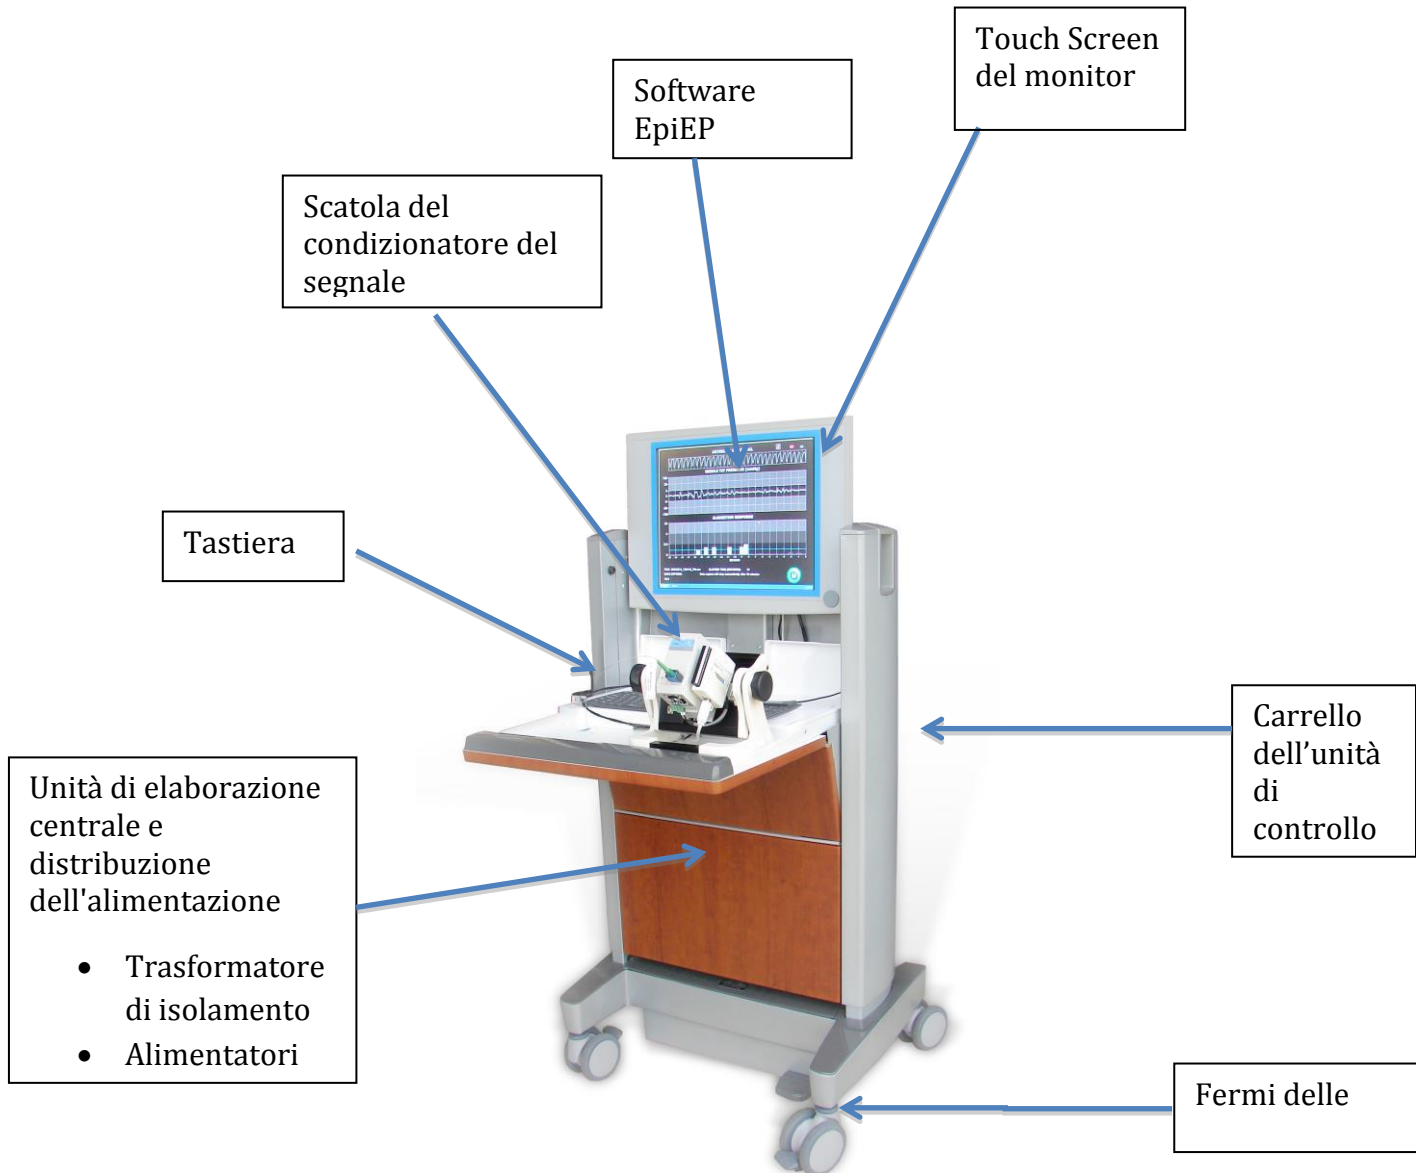 Touch Screen
del monitor
Software
EpiEP
Scatola del
condizionatore del
segnale
Tastiera
Carrello
dell’unità
di
controllo
Unità di elaborazione
centrale e
distribuzione
dell'alimentazione
• Trasformatore
di isolamento
• Alimentatori
Fermi delle